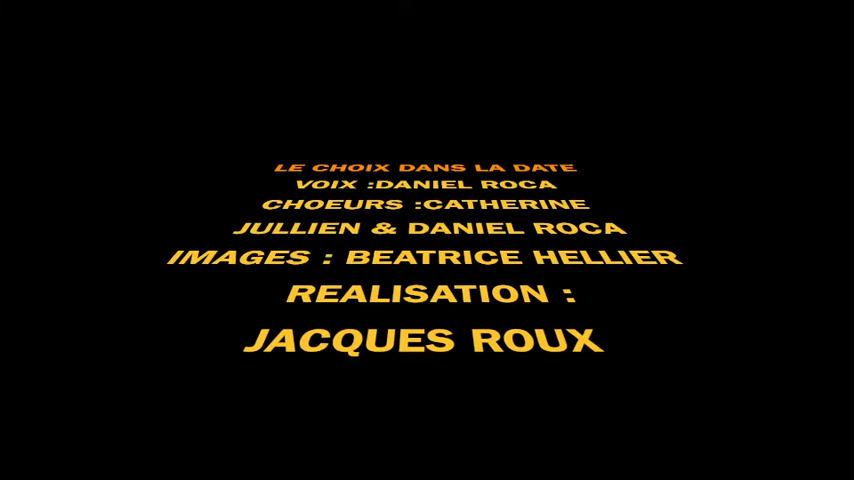 LE CHOIX DANS LA DATE
VOIX :DANIEL ROCA
CHOEURS :CATHERINE
JULLIEN & DANIEL ROCA
IMAGES : BEATRICE HELLIER
REALISATION :
JACQUES ROUX